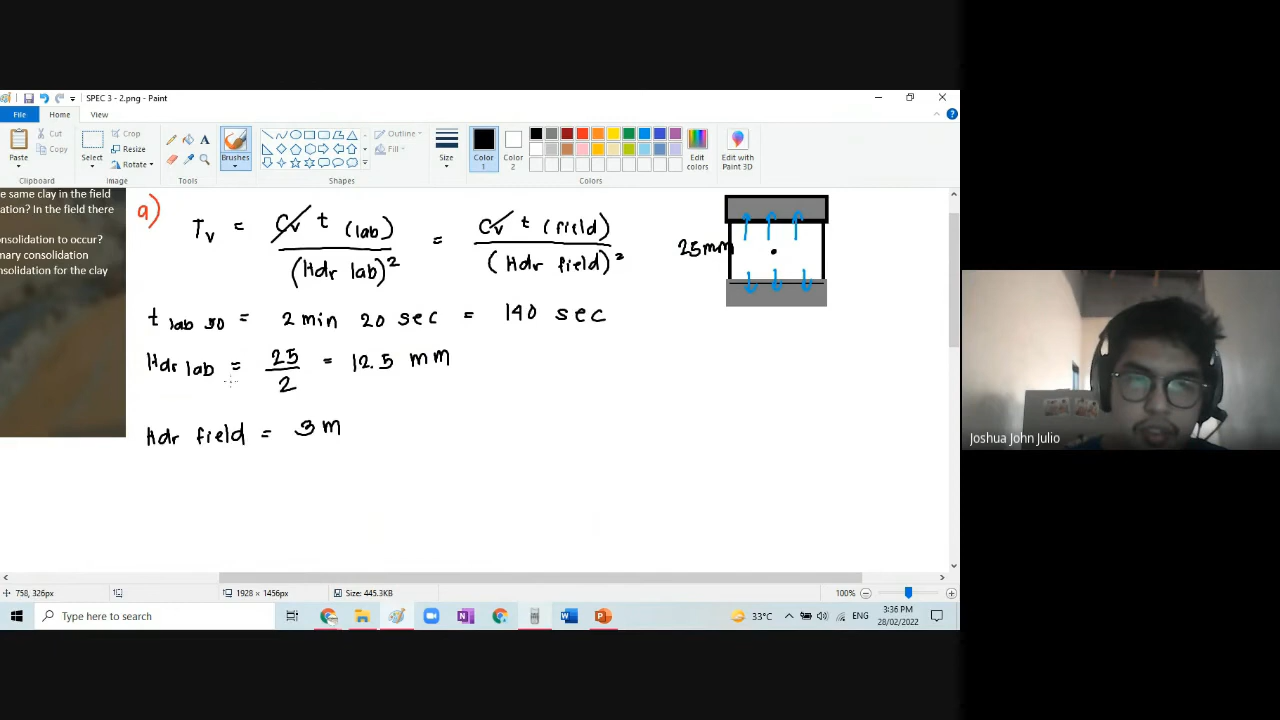 SPEC 3 - 2.png - Paint
File Home View
Paste
Cut
Copy
Clipboard
Select
Crop
Resize
Rotate
Image
A
Tools
Brushes
Shapes
Outline
Fill
Size
Color 1
Color 2
Edit colors
Edit with Paint 3D
Colors
e same clay in the field
ation? In the field there
onsolidation to occur?
mary consolidation
onsolidation for the clay
a)
Tv = Cv t (lab) / (Hdr lab)² = Cv t (field) / (Hdr field)²
25mm
t lab 50 = 2 min 20 sec = 140 sec
Hdr lab = 25 / 2 = 12.5 mm
Hdr field = 3 m
Joshua John Julio
758, 326px
1928 × 1456px
Size: 445.3KB
100%
Type here to search
33°C
ENG
3:36 PM
28/02/2022